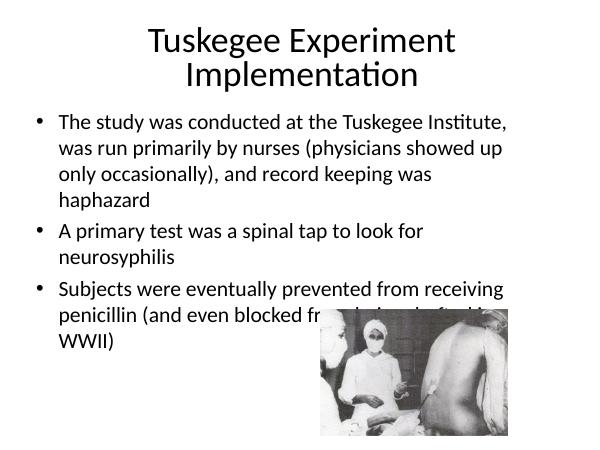 Tuskegee Experiment
Implementation
• The study was conducted at the Tuskegee Institute,
was run primarily by nurses (physicians showed up
only occasionally), and record keeping was
haphazard
• A primary test was a spinal tap to look for
neurosyphilis
• Subjects were eventually prevented from receiving
penicillin (and even blocked
WWII)